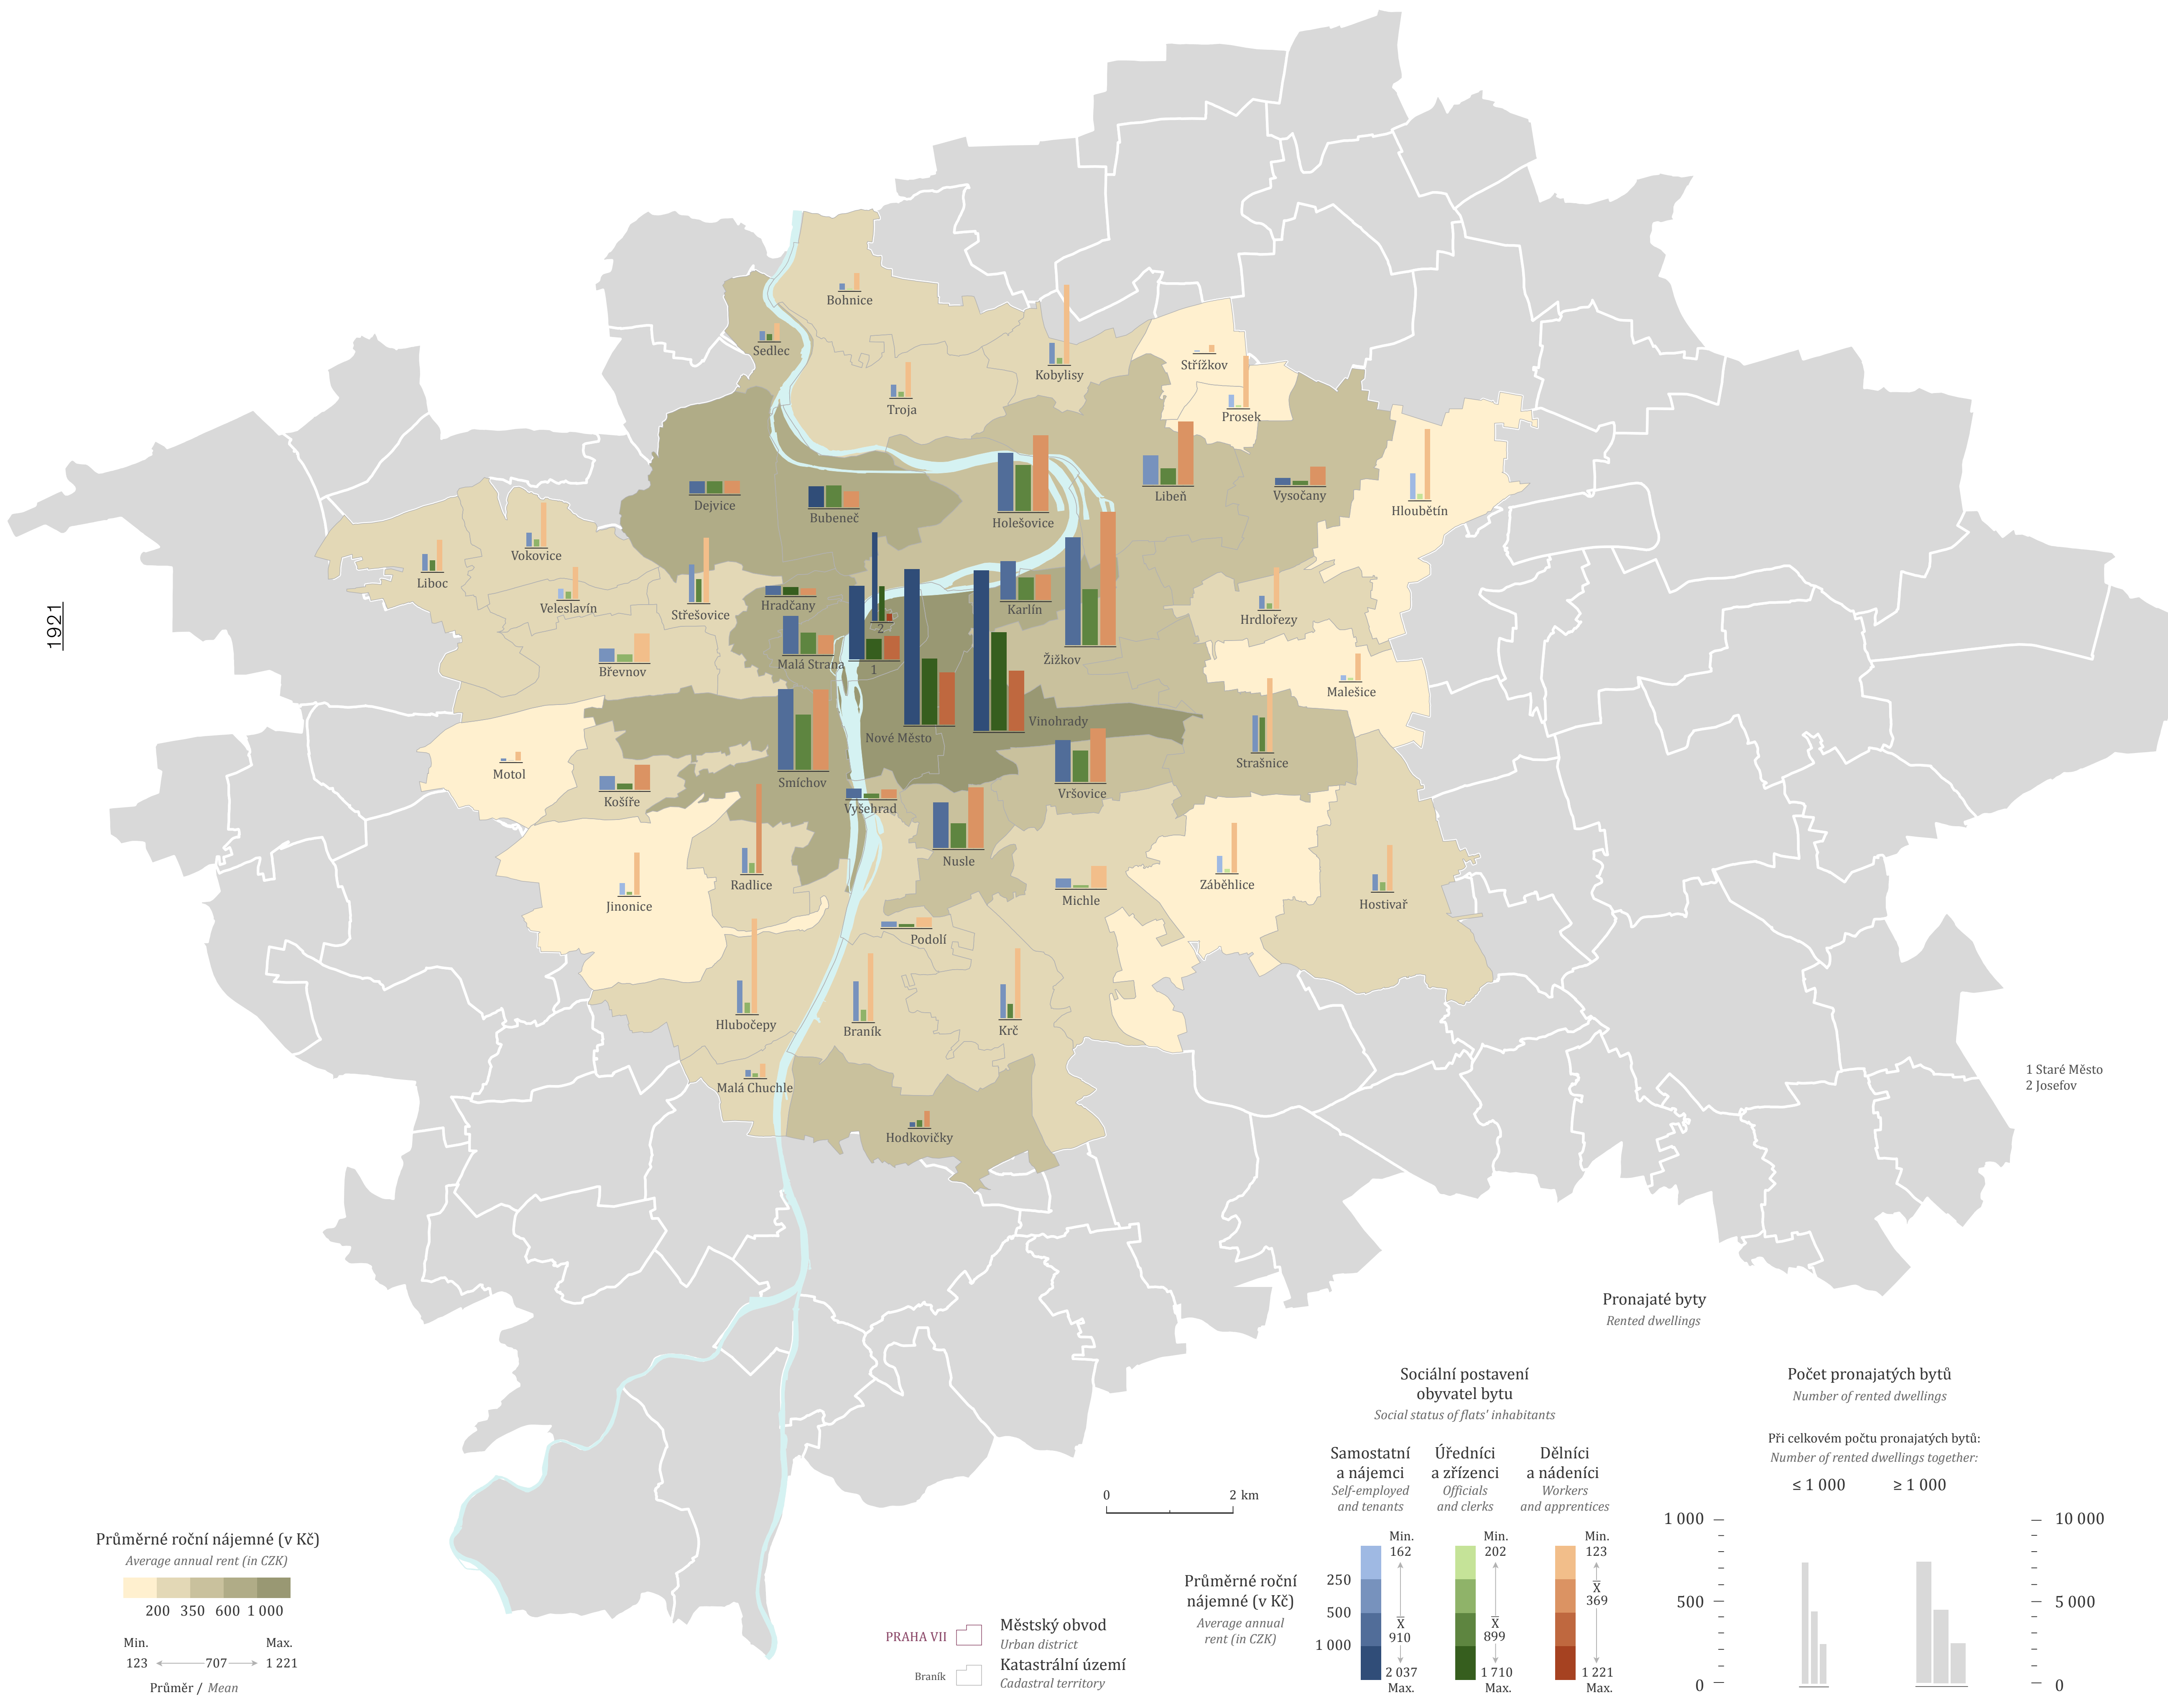 1921
Bohnice
Sedlec
Kobylisy
Střížkov
Troja
Prosek
Dejvice
Bubeneč
Holešovice
Libeň
Vysočany
Hloubětín
Vokovice
Liboc
Veleslavín
Střešovice
Hradčany
Karlín
Hrdlořezy
2
Malá Strana
1
Žižkov
Břevnov
Malešice
Vinohrady
Nové Město
Motol
Košíře
Smíchov
Strašnice
Vršovice
Vyšehrad
Nusle
Radlice
Jinonice
Michle
Záběhlice
Hostivař
Podolí
Hlubočepy
Braník
Krč
Malá Chuchle
Hodkovičky
1 Staré Město
2 Josefov
Pronajaté byty
Rented dwellings
Sociální postavení
obyvatel bytu
Social status of flats' inhabitants
Samostatní
a nájemci
Self-employed
and tenants
Úředníci
a zřízenci
Officials
and clerks
Dělníci
a nádeníci
Workers
and apprentices
Průměrné roční
nájemné (v Kč)
Average annual
rent (in CZK)
250
500
1 000
Min.
162
X
910
2 037
Max.
Min.
202
X
899
1 710
Max.
Min.
123
X
369
1 221
Max.
Počet pronajatých bytů
Number of rented dwellings
Při celkovém počtu pronajatých bytů:
Number of rented dwellings together:
≤ 1 000 ≥ 1 000
1 000 10 000
500 5 000
0 0
0 2 km
PRAHA VII
Městský obvod
Urban district
Braník
Katastrální území
Cadastral territory
Průměrné roční nájemné (v Kč)
Average annual rent (in CZK)
200 350 600 1 000
Min. Max.
123 707 1 221
Průměr / Mean